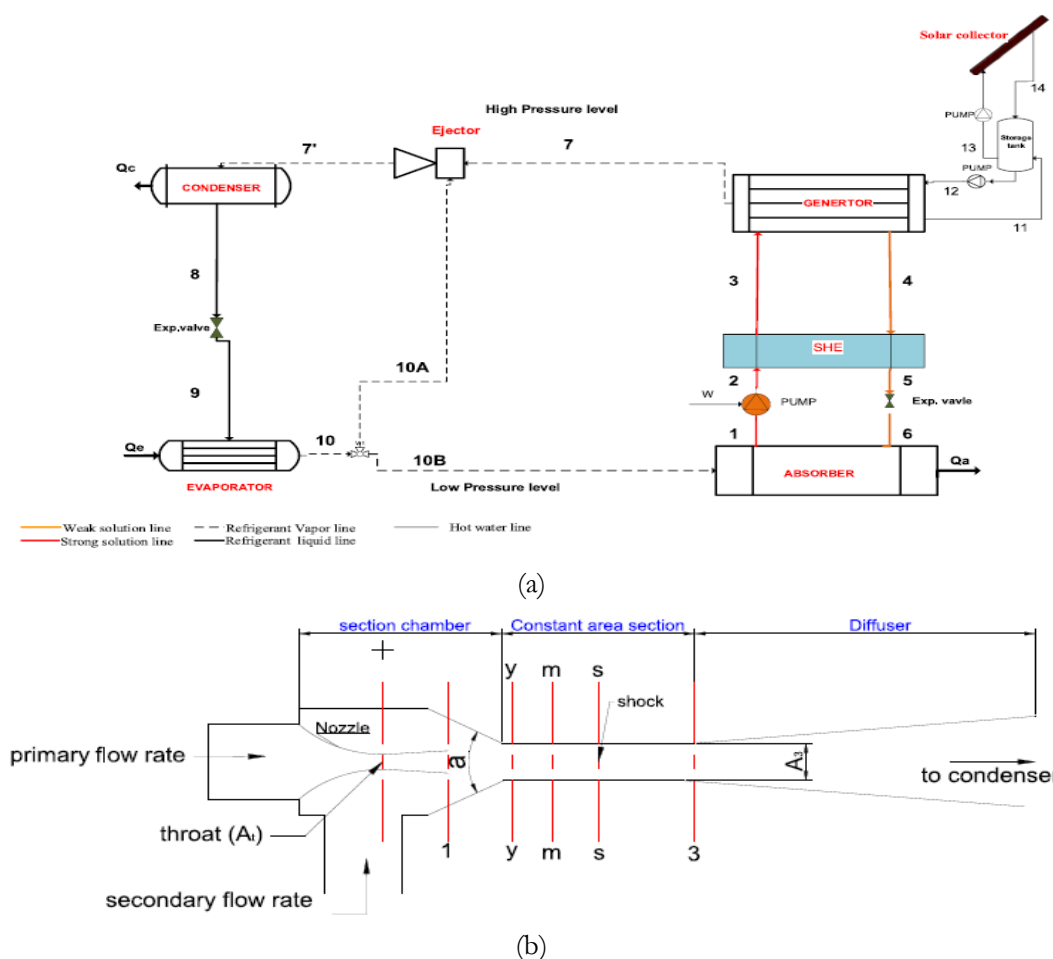 Solar collector
14
High Pressure level
PUMP
Ejector
Storage
tank
7'
7
13
PUMP
Qc
CONDENSER
12
GENERTOR
11
8
3
4
Exp,valve
SHE
10A
9
2
5
W
PUMP
Exp. vavle
Qe
10
1
6
10B
ABSORBER
Qa
EVAPORATOR
Low Pressure level
Weak solution line
Refrigerant Vapor line
Hot water line
Strong solution line
Refrigerant liquid line
(a)
section chamber
Constant area section
Diffuser
y m s
shock
Nozzle
primary flow rate
a
A3
to condenser
throat (At)
1 y m s 3
secondary flow rate
(b)